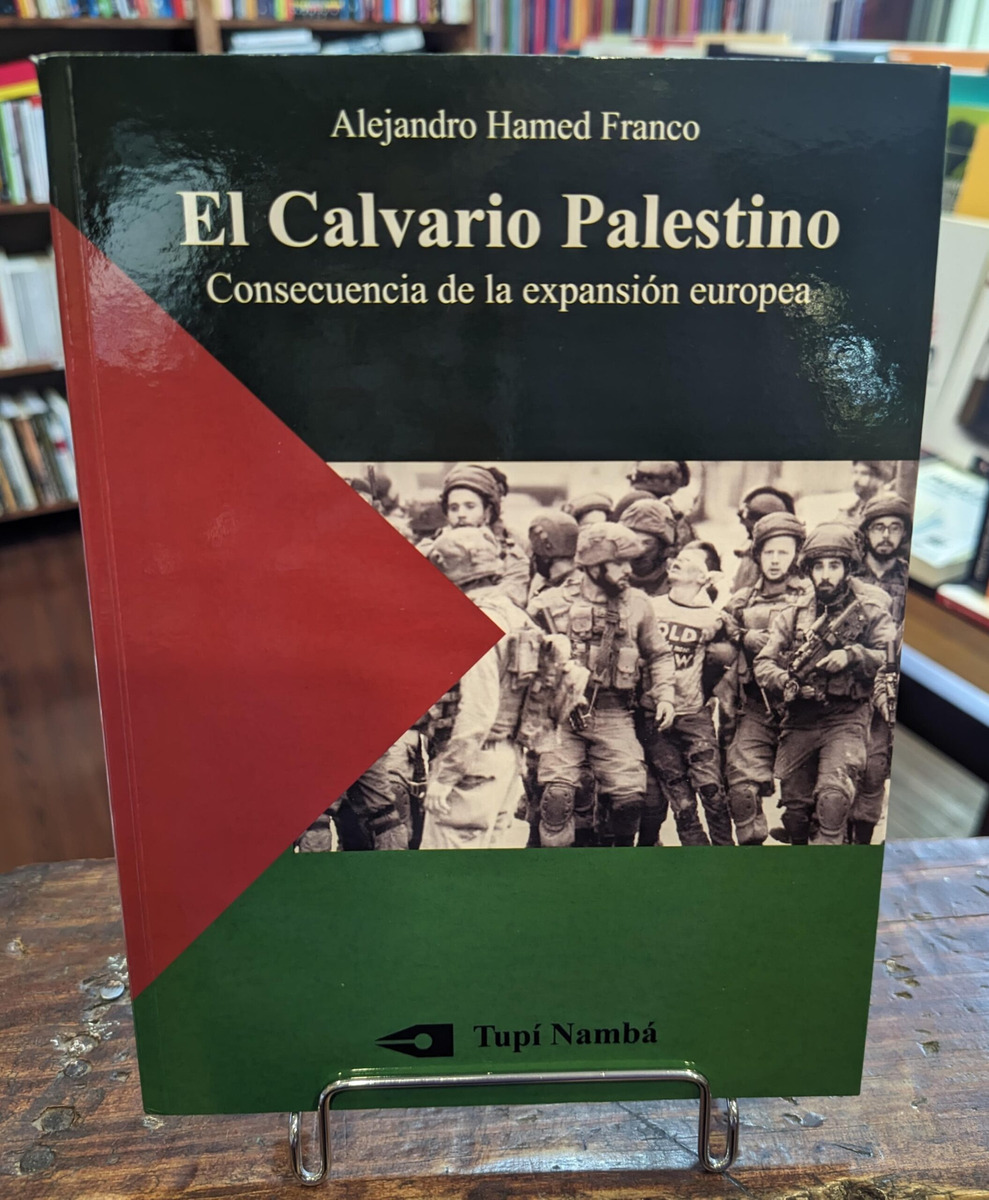 Alejandro Hamed Franco
El Calvario Palestino
Consecuencia de la expansión europea
Tupí Nambá